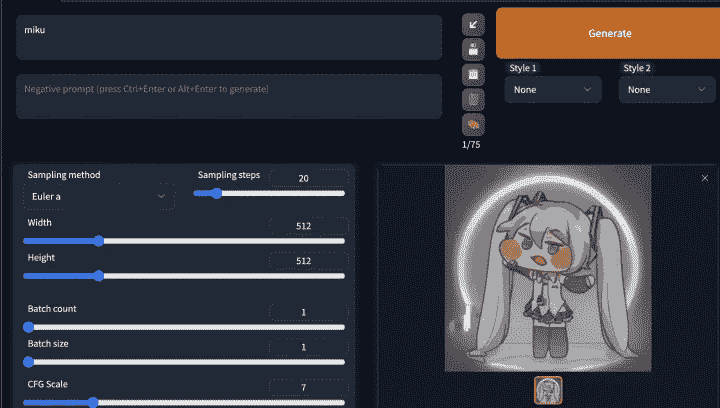 miku
Generate
Negative prompt (press Ctrl+Enter or Alt+Enter to generate)
Style 1
Style 2
None
None
1/75
Sampling method
Sampling steps
20
Euler a
Width
512
Height
512
Batch count
1
Batch size
1
CFG Scale
7